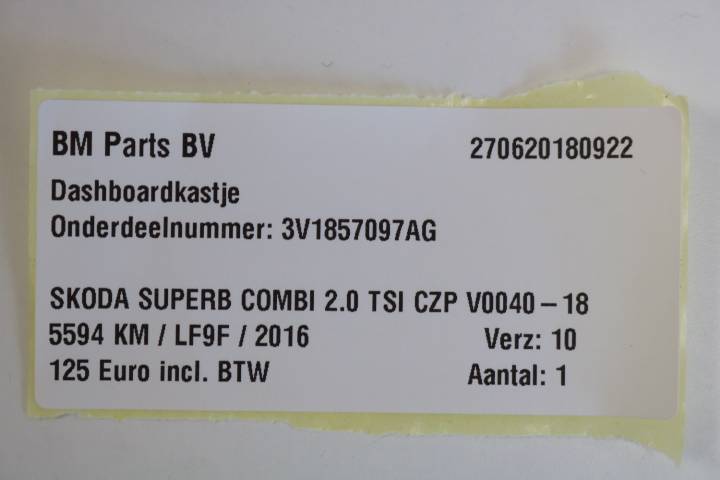 BM Parts BV 270620180922
Dashboardkastje
Onderdeelnummer: 3V1857097AG
SKODA SUPERB COMBI 2.0 TSI CZP V0040 – 18
5594 KM / LF9F / 2016 Verz: 10
125 Euro incl. BTW Aantal: 1